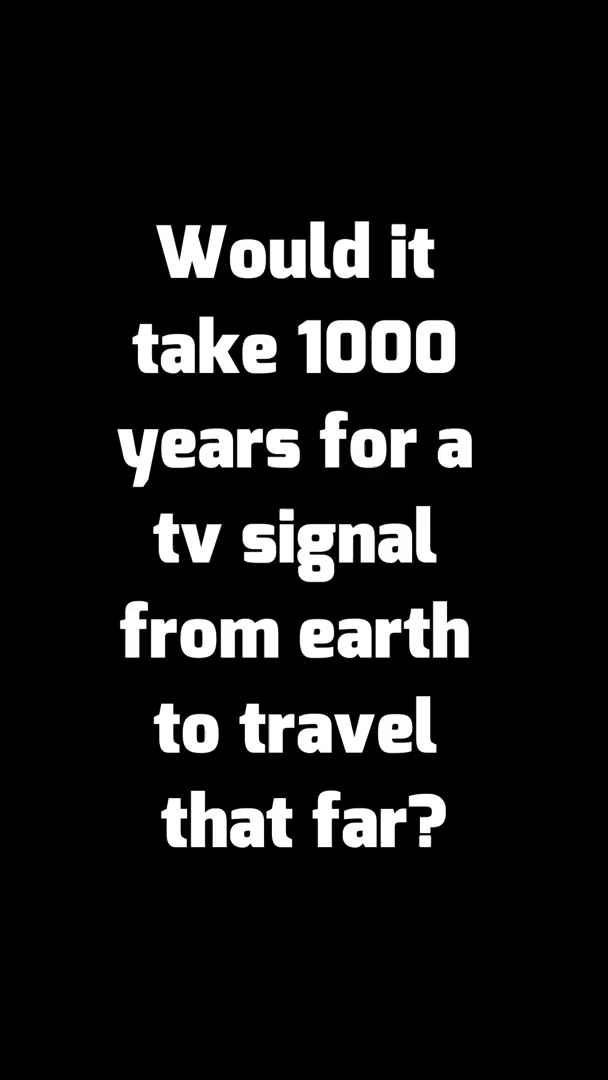 Would it
take 1000
years for a
tv signal
from earth
to travel
that far?